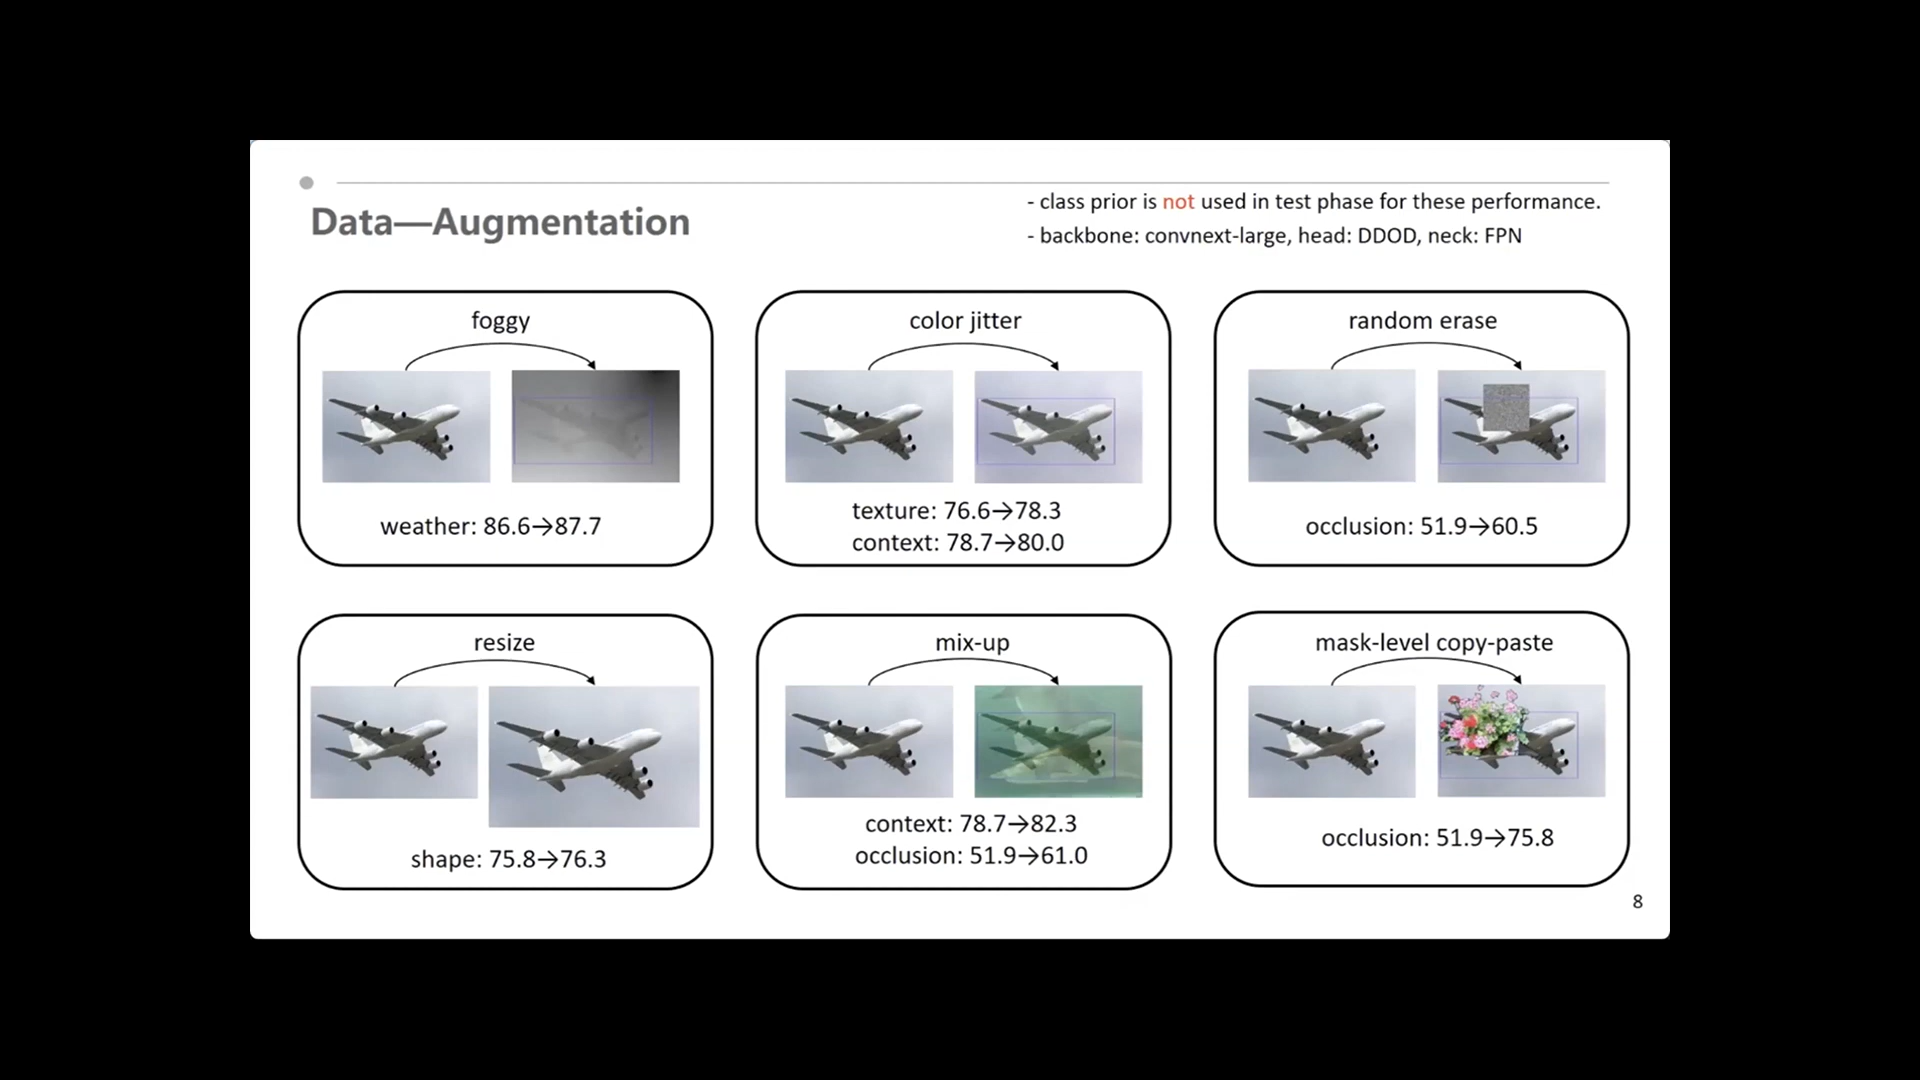 Data—Augmentation
- class prior is not used in test phase for these performance.
- backbone: convnext-large, head: DDOD, neck: FPN
foggy
weather: 86.6→87.7
color jitter
texture: 76.6→78.3
context: 78.7→80.0
random erase
occlusion: 51.9→60.5
resize
shape: 75.8→76.3
mix-up
context: 78.7→82.3
occlusion: 51.9→61.0
mask-level copy-paste
occlusion: 51.9→75.8
8